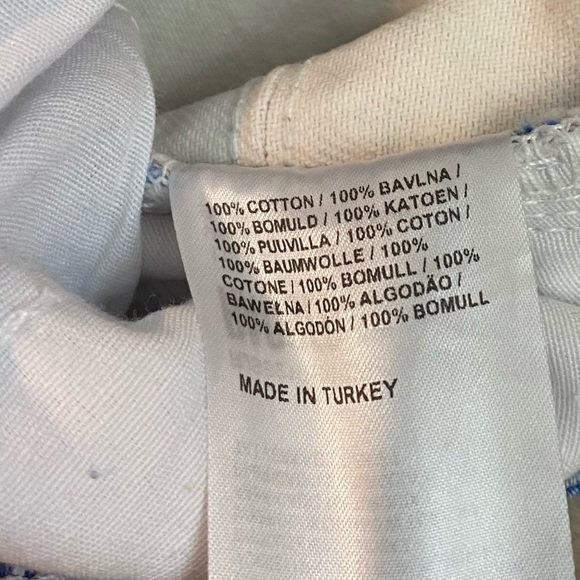 100% COTTON / 100% BAVLNA /
100% BOMULD / 100% KATOEN /
100% PUUVILLA / 100% COTON /
100% BAUMWOLLE / 100%
COTONE / 100% BOMULL / 100%
BAWEŁNA / 100% ALGODÃO /
100% ALGODÓN / 100% BOMULL
MADE IN TURKEY